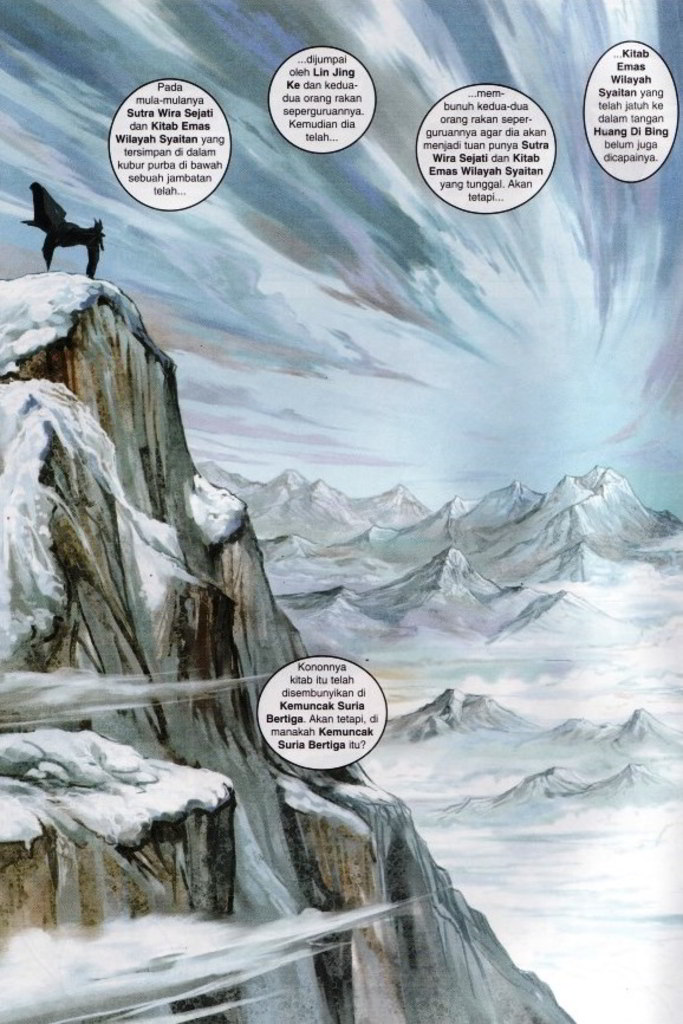 Pada
mula-mulanya
Sutra Wira Sejati
dan Kitab Emas
Wilayah Syaitan yang
tersimpan di dalam
kubur purba di bawah
sebuah jambatan
telah...
...dijumpai
oleh Lin Jing
Ke dan kedua-
dua orang rakan
seperguruannya.
Kemudian dia
telah...
...mem-
bunuh kedua-dua
orang rakan seper-
guruannya agar dia akan
menjadi tuan punya Sutra
Wira Sejati dan Kitab
Emas Wilayah Syaitan
yang tunggal. Akan
tetapi...
...Kitab
Emas
Wilayah
Syaitan yang
telah jatuh ke
dalam tangan
Huang Di Bing
belum juga
dicapainya.
Kononnya
kitab itu telah
disembunyikan di
Kemuncak Suria
Bertiga. Akan tetapi, di
manakah Kemuncak
Suria Bertiga itu?